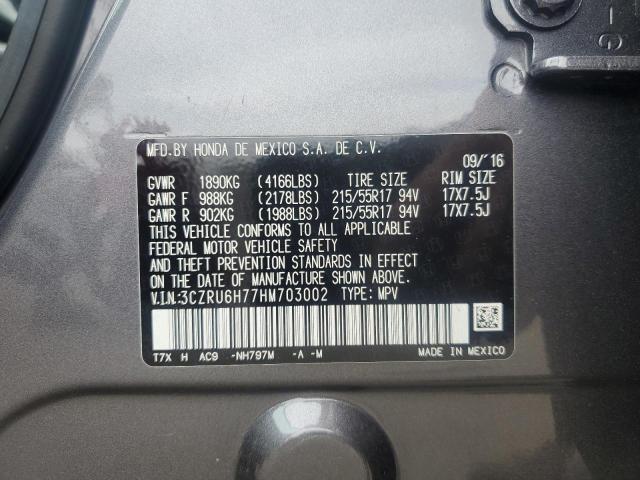 MFD.BY HONDA DE MEXICO S.A. DE C.V.
09/'16
GVWR 1890KG (4166LBS) TIRE SIZE RIM SIZE
GAWR F 988KG (2178LBS) 215/55R17 94V 17X7.5J
GAWR R 902KG (1988LBS) 215/55R17 94V 17X7.5J
THIS VEHICLE CONFORMS TO ALL APPLICABLE
FEDERAL MOTOR VEHICLE SAFETY
AND THEFT PREVENTION STANDARDS IN EFFECT
ON THE DATE OF MANUFACTURE SHOWN ABOVE.
V.I.N.:3CZRU6H77HM703002 TYPE: MPV
T7X H AC9 -NH797M -A -M MADE IN MEXICO